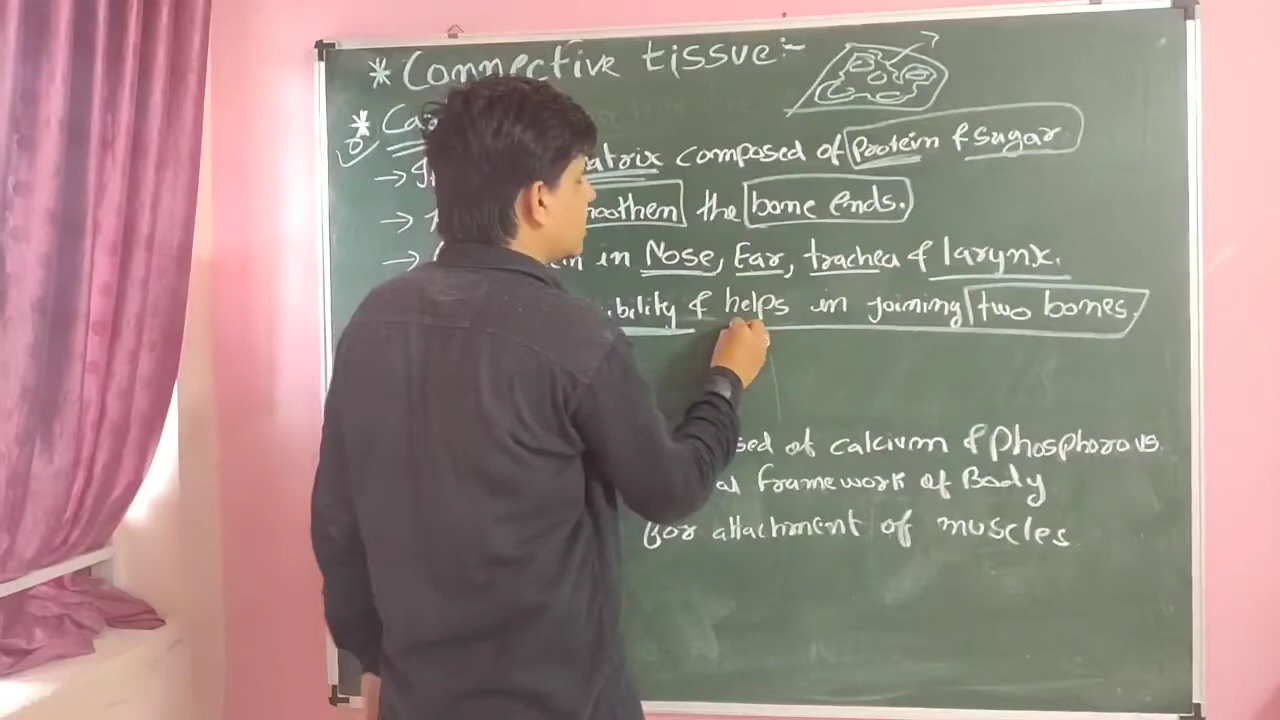 * Connective tissue :-
* Ca
→ matrix composed of Protein & Sugar
→ smoothen the bone ends.
→ in Nose, Ear, trachea & larynx.
bility & helps in joining two bones.
sed of calcium & Phosphorous.
al framework of Body
for attachment of muscles